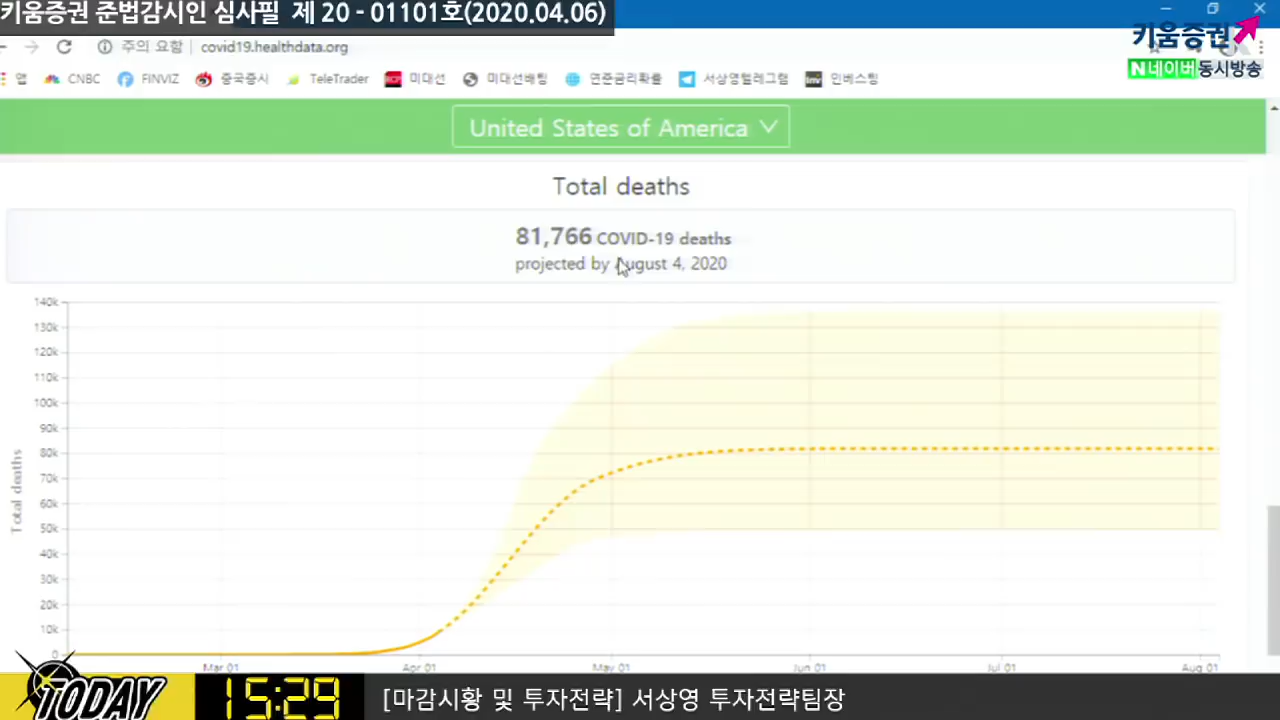 키움증권 준법감시인 심사필 제 20 - 01101호(2020.04.06)
키움증권
N네이버 동시방송
주의 요함 covid19.healthdata.org
앱 CNBC FINVIZ 중국증시 TeleTrader 미대선 미대선배팅 연준금리확률 서상영텔레그램 인베스팅
United States of America
Total deaths
81,766 COVID-19 deaths
projected by August 4, 2020
140k
130k
120k
110k
100k
90k
80k
70k
60k
50k
40k
30k
20k
10k
0
Total deaths
Mar 01 Apr 01 May 01 Jun 01 Jul 01 Aug 01
TODAY 15:29 [마감시황 및 투자전략] 서상영 투자전략팀장